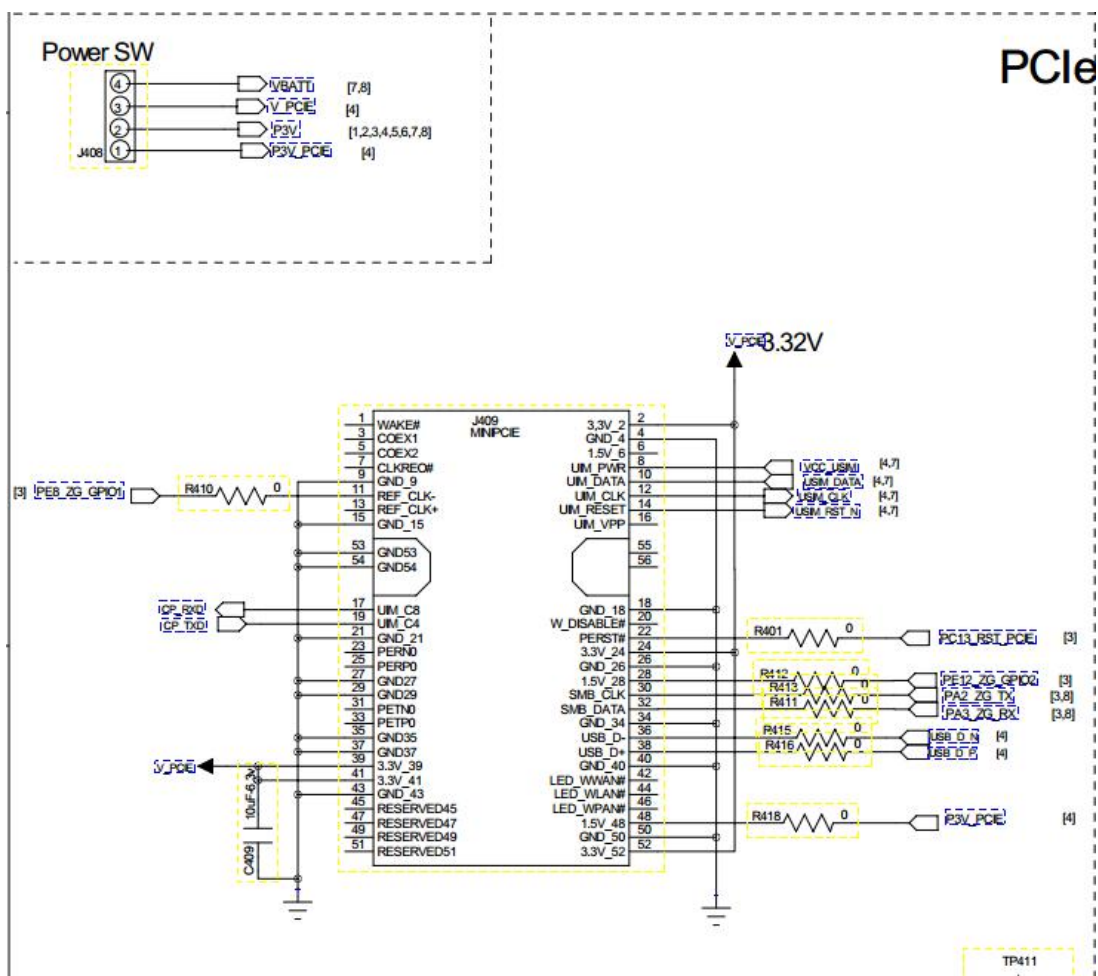 Power SW
PCIe
4 VBATT [7,8]
3 V_PCIE [4]
2 P3V [1,2,3,4,5,6,7,8]
J408 1 P3V_PCIE [4]
V_PCIE 3.32V
J409
MINIPCIE
1 WAKE# 3,3V_2 2
3 COEX1 GND_4 4
5 COEX2 1.5V_6 6
7 CLKREO# UIM_PWR 8 VCC_USIM [4,7]
9 GND_9 UIM_DATA 10 USIM_DATA [4,7]
[3] PE8_ZG_GPIO1 R410 0 11 REF_CLK- UIM_CLK 12 USIM_CLK [4,7]
13 REF_CLK+ UIM_RESET 14 USIM_RST_N [4,7]
15 GND_15 UIM_VPP 16
53 GND53 55
54 GND54 56
CP_RXD 17 UIM_C8 GND_18 18
CP_TXD 19 UIM_C4 W_DISABLE# 20
21 GND_21 PERST# 22 R401 0 PC13_RST_PCIE [3]
23 PERN0 3.3V_24 24
25 PERP0 GND_26 26
27 GND27 1.5V_28 28 R412 0 PE12_ZG_GPIO2 [3]
29 GND29 SMB_CLK 30 R413 0 PA2_ZG_TX [3,8]
31 PETN0 SMB_DATA 32 R411 0 PA3_ZG_RX [3,8]
33 PETP0 GND_34 34
35 GND35 USB_D- 36 R415 0 USB_D_N [4]
37 GND37 USB_D+ 38 R416 0 USB_D_P [4]
V_PCIE 39 3.3V_39 GND_40 40
41 3.3V_41 LED_WWAN# 42
43 GND_43 LED_WLAN# 44
45 RESERVED45 LED_WPAN# 46
47 RESERVED47 1.5V_48 48 R418 0 P3V_PCIE [4]
49 RESERVED49 GND_50 50
51 RESERVED51 3.3V_52 52
10uF-6.3v
C409
TP411